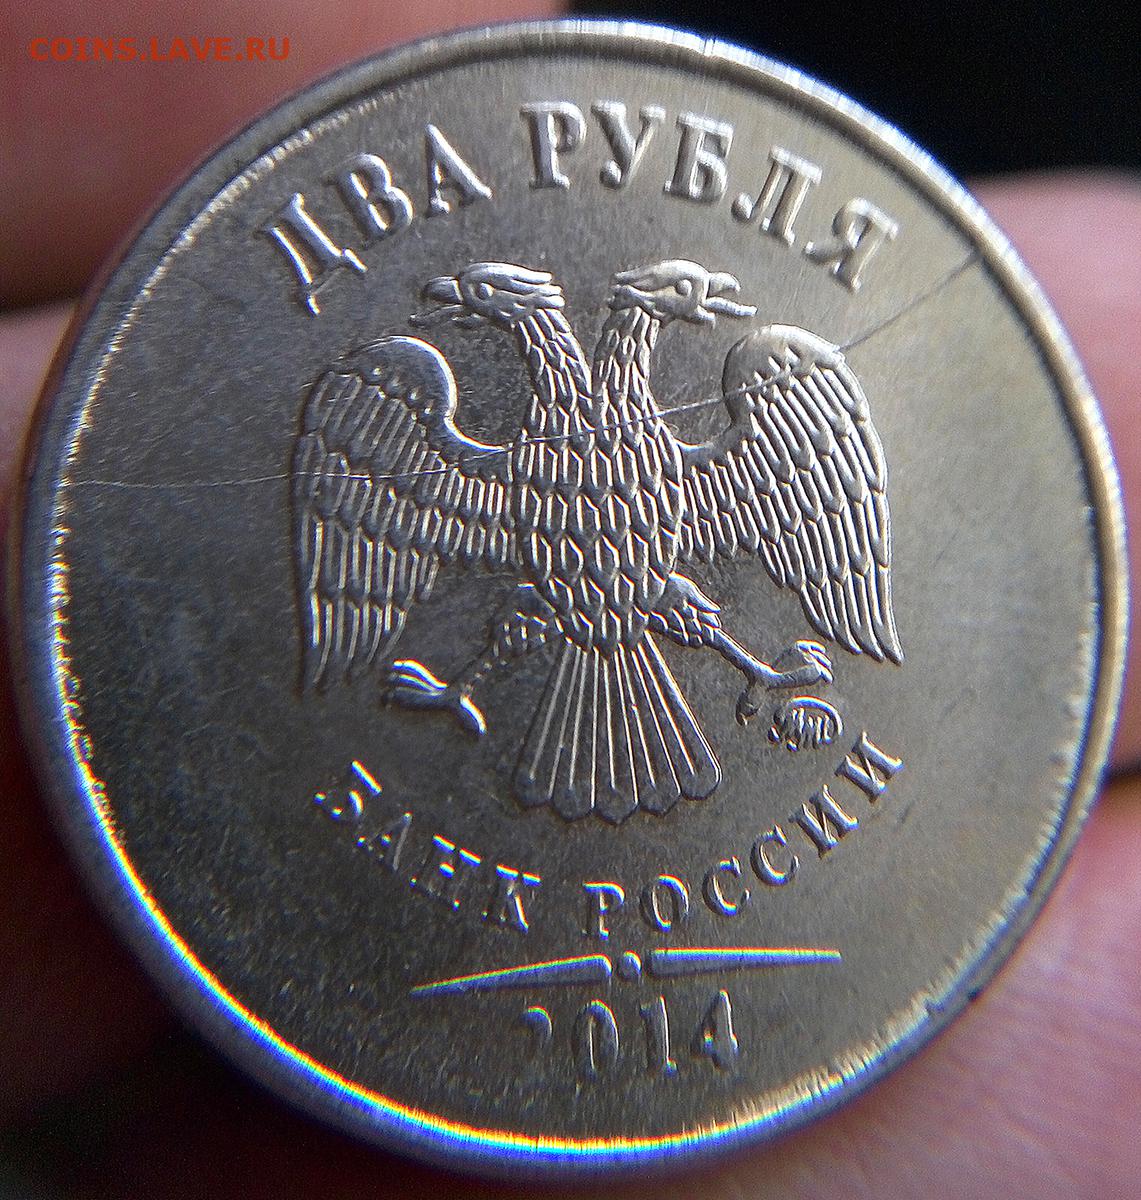 COINS.LAVE.RU
ДВА РУБЛЯ
БАНК РОССИИ
2014